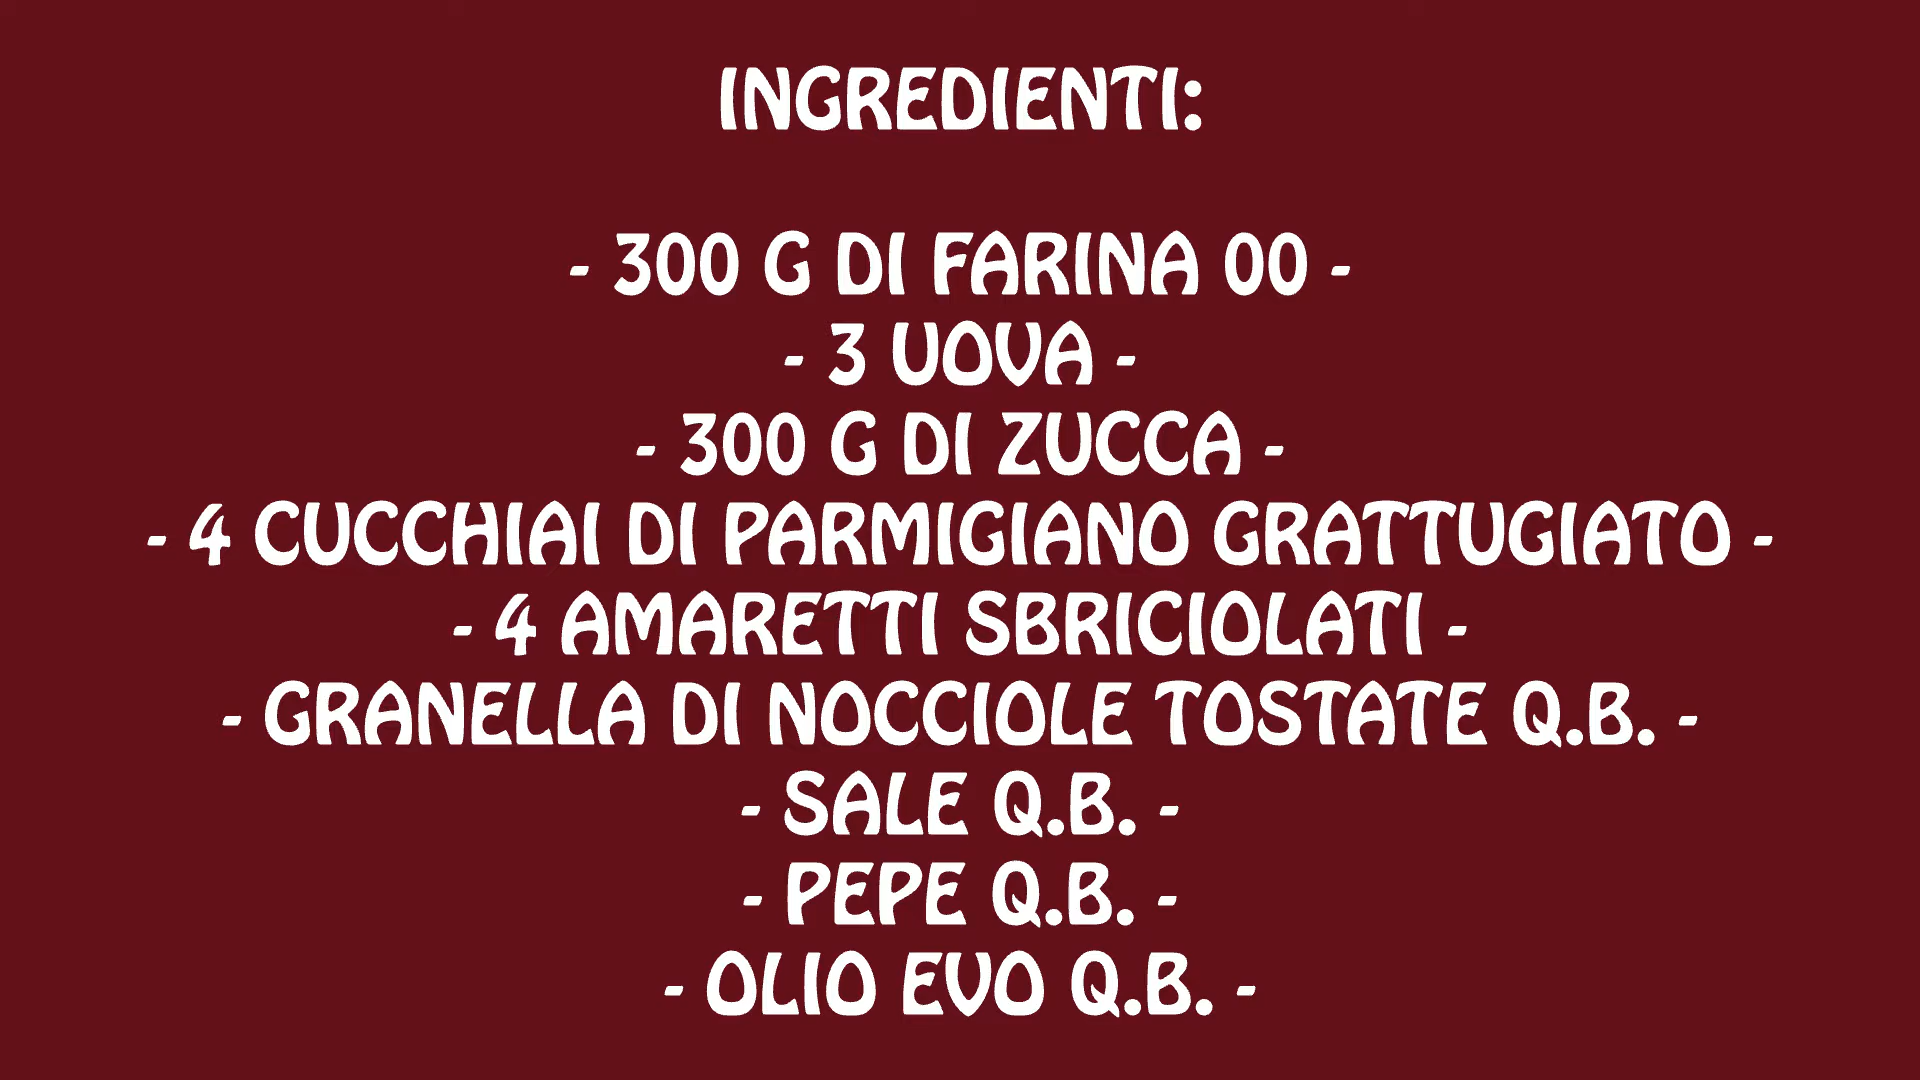 INGREDIENTI:
- 300 G DI FARINA 00 -
- 3 UOVA -
- 300 G DI ZUCCA -
- 4 CUCCHIAI DI PARMIGIANO GRATTUGIATO -
- 4 AMARETTI SBRICIOLATI -
- GRANELLA DI NOCCIOLE TOSTATE Q.B. -
- SALE Q.B. -
- PEPE Q.B. -
- OLIO EVO Q.B. -